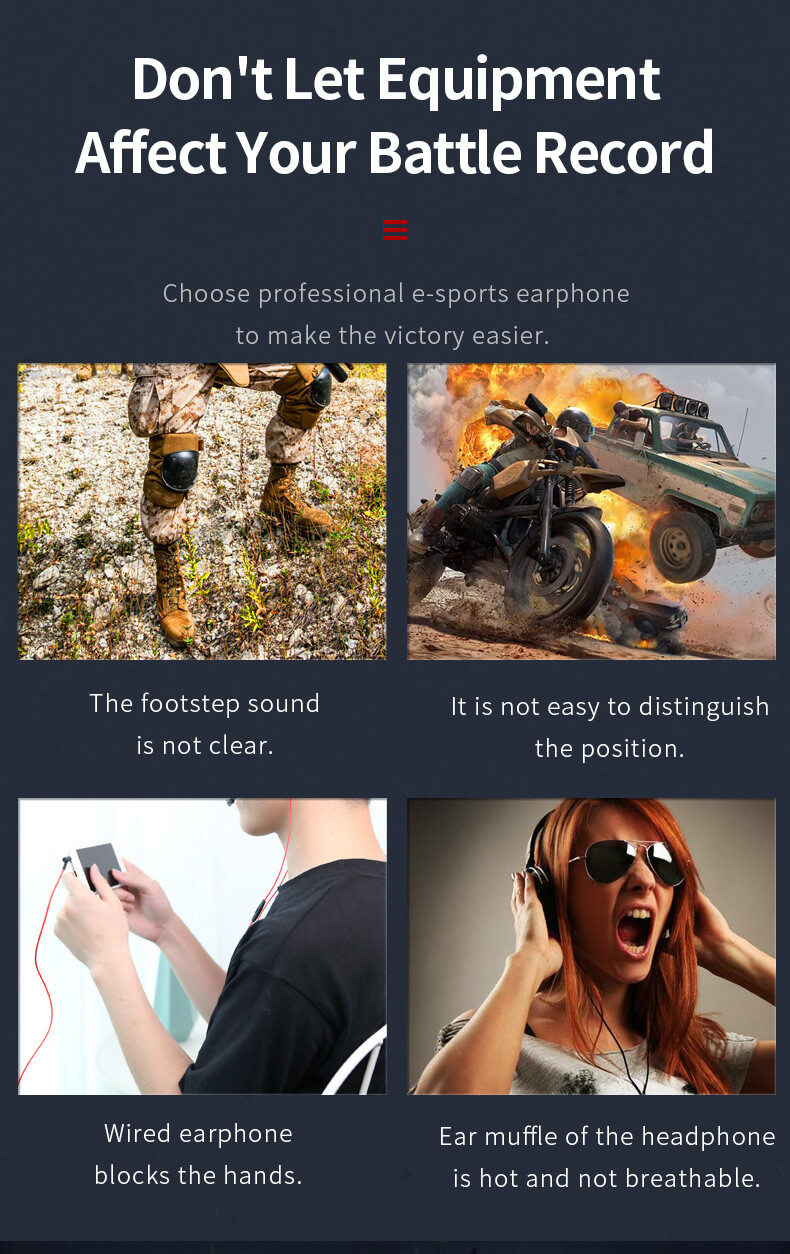 Don't Let Equipment
Affect Your Battle Record
Choose professional e-sports earphone
to make the victory easier.
The footstep sound
is not clear.
It is not easy to distinguish
the position.
Wired earphone
blocks the hands.
Ear muffle of the headphone
is hot and not breathable.